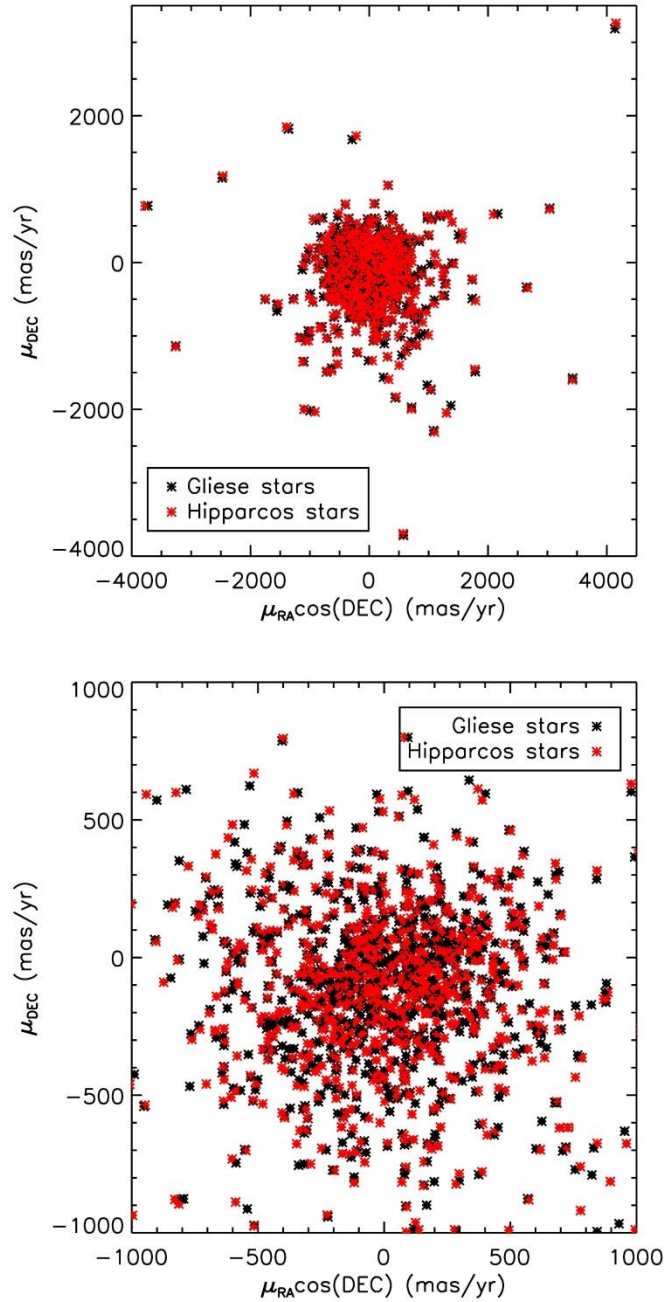 2000
0
−2000
−4000
μDEC (mas/yr)
Gliese stars
Hipparcos stars
−4000 −2000 0 2000 4000
μRAcos(DEC) (mas/yr)
1000
500
0
−500
−1000
μDEC (mas/yr)
Gliese stars
Hipparcos stars
−1000 −500 0 500 1000
μRAcos(DEC) (mas/yr)